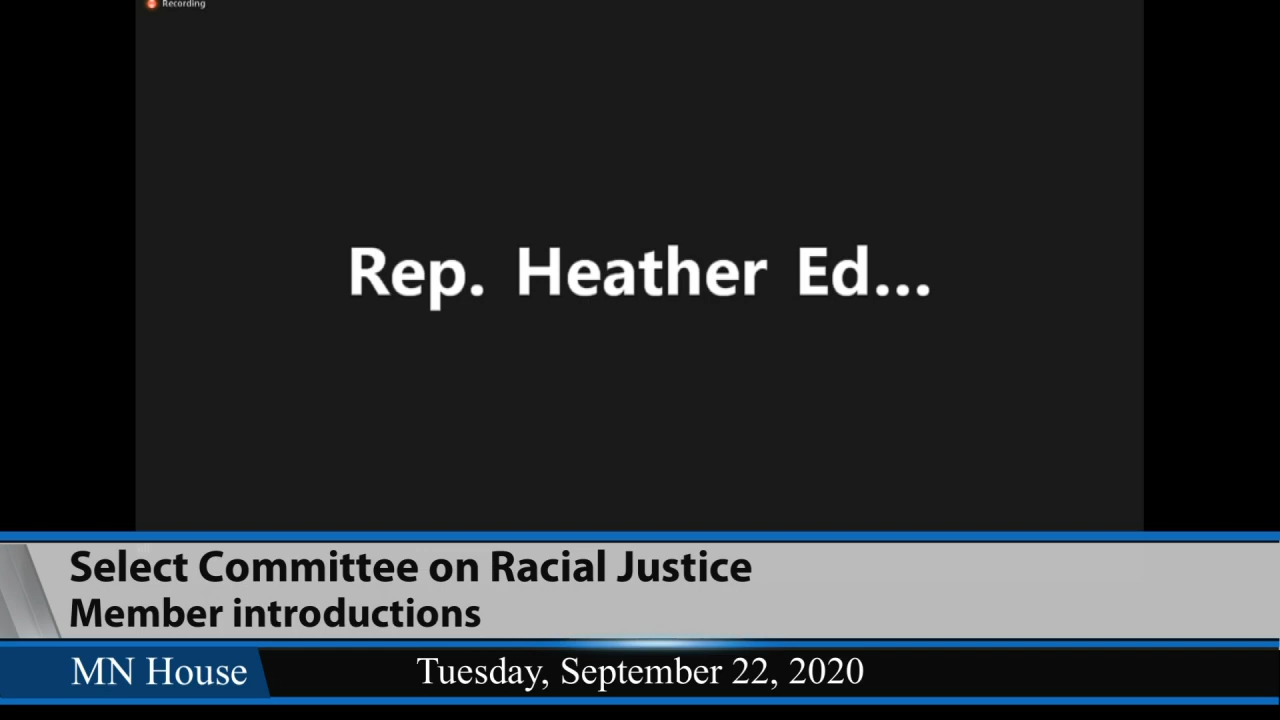 Recording
Rep. Heather Ed...
Select Committee on Racial Justice
Member introductions
MN House
Tuesday, September 22, 2020